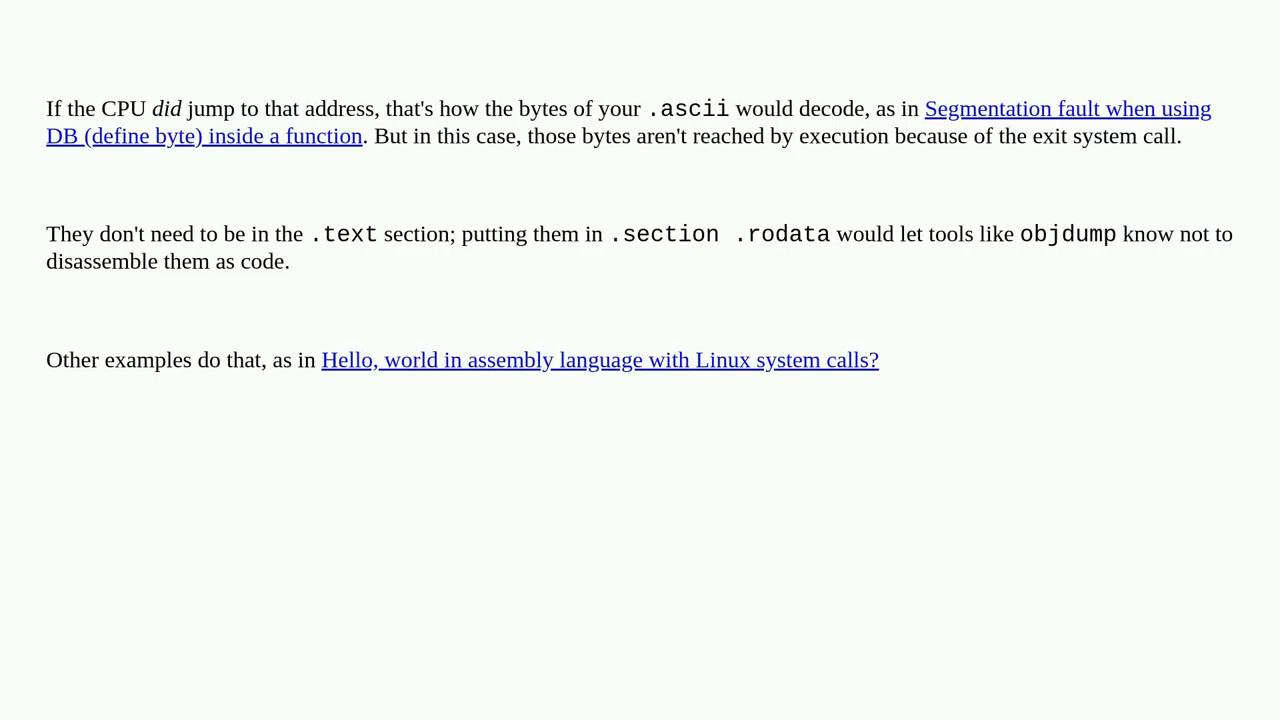 If the CPU did jump to that address, that's how the bytes of your .ascii would decode, as in Segmentation fault when using
DB (define byte) inside a function. But in this case, those bytes aren't reached by execution because of the exit system call.
They don't need to be in the .text section; putting them in .section .rodata would let tools like objdump know not to
disassemble them as code.
Other examples do that, as in Hello, world in assembly language with Linux system calls?